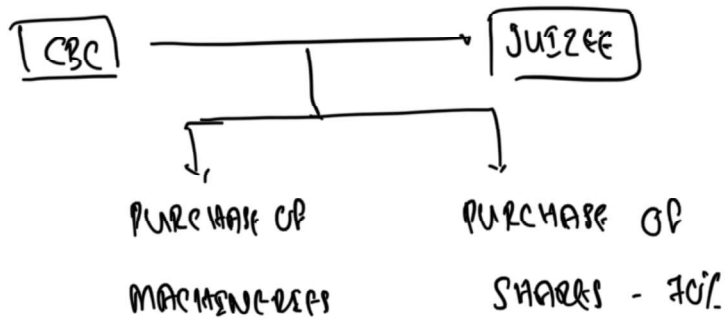 CBC
JUIZEE
PURCHASE OF
MACHINERIES
PURCHASE OF
SHARES - 70%